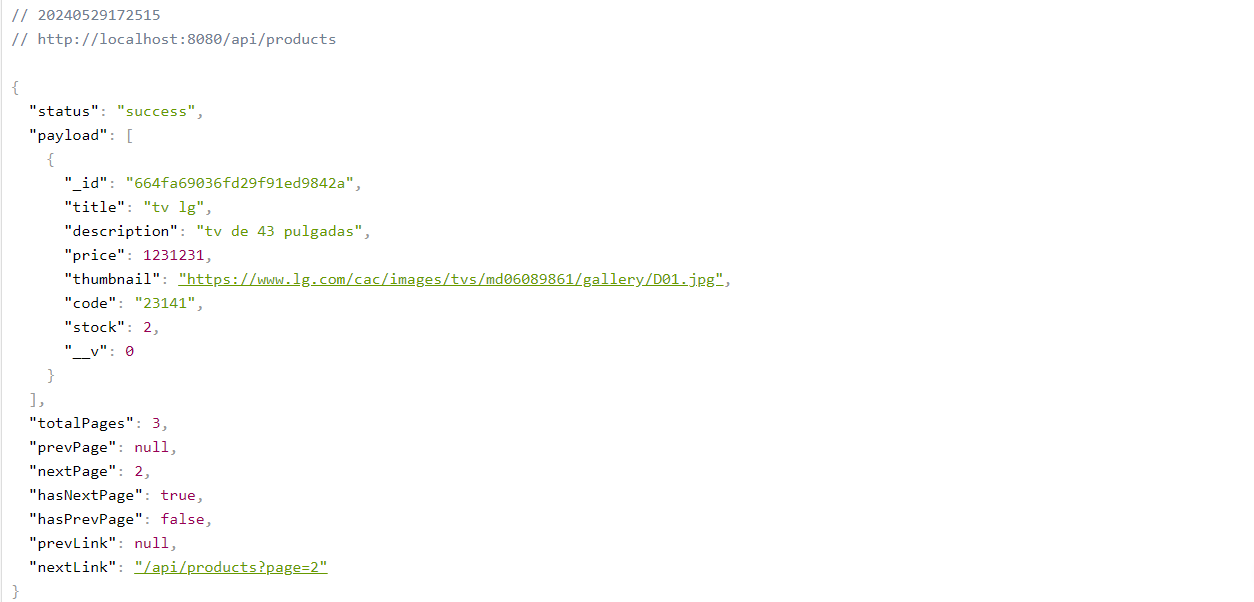 // 20240529172515
// http://localhost:8080/api/products
{
"status": "success",
"payload": [
{
"_id": "664fa69036fd29f91ed9842a",
"title": "tv lg",
"description": "tv de 43 pulgadas",
"price": 1231231,
"thumbnail": "https://www.lg.com/cac/images/tvs/md06089861/gallery/D01.jpg",
"code": "23141",
"stock": 2,
"__v": 0
}
],
"totalPages": 3,
"prevPage": null,
"nextPage": 2,
"hasNextPage": true,
"hasPrevPage": false,
"prevLink": null,
"nextLink": "/api/products?page=2"
}